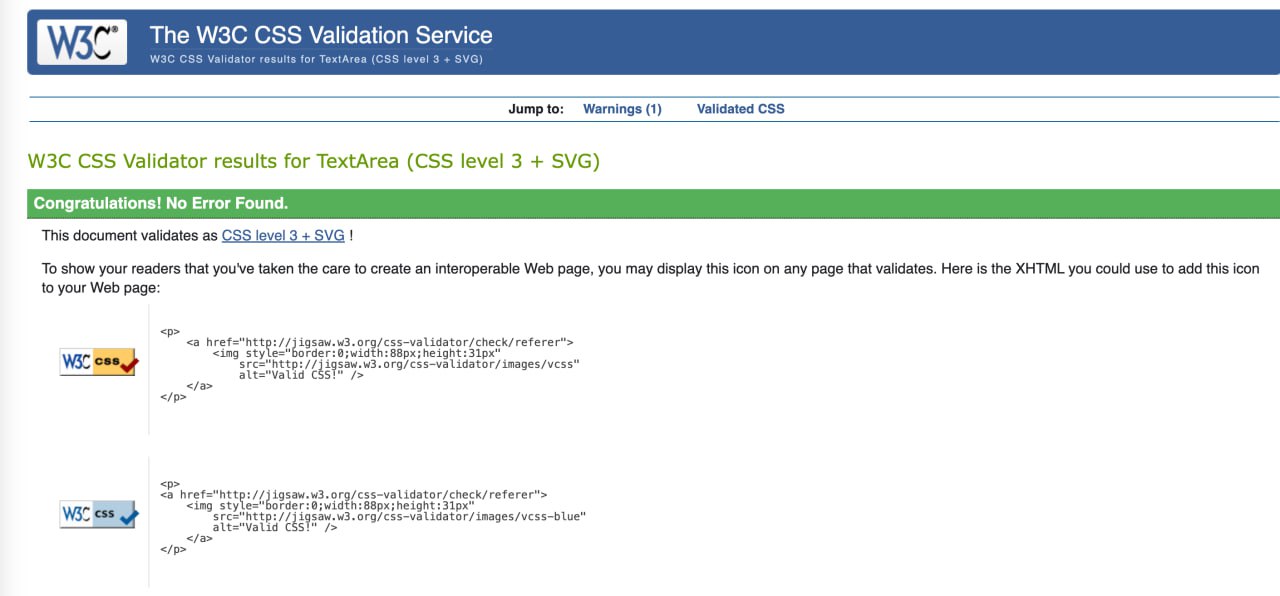 W3C® The W3C CSS Validation Service
W3C CSS Validator results for TextArea (CSS level 3 + SVG)
Jump to: Warnings (1) Validated CSS
W3C CSS Validator results for TextArea (CSS level 3 + SVG)
Congratulations! No Error Found.
This document validates as CSS level 3 + SVG !
To show your readers that you've taken the care to create an interoperable Web page, you may display this icon on any page that validates. Here is the XHTML you could use to add this icon
to your Web page:
W3C css
<p>
<a href="http://jigsaw.w3.org/css-validator/check/referer">
<img style="border:0;width:88px;height:31px"
src="http://jigsaw.w3.org/css-validator/images/vcss"
alt="Valid CSS!" />
</a>
</p>
W3C css
<p>
<a href="http://jigsaw.w3.org/css-validator/check/referer">
<img style="border:0;width:88px;height:31px"
src="http://jigsaw.w3.org/css-validator/images/vcss-blue"
alt="Valid CSS!" />
</a>
</p>